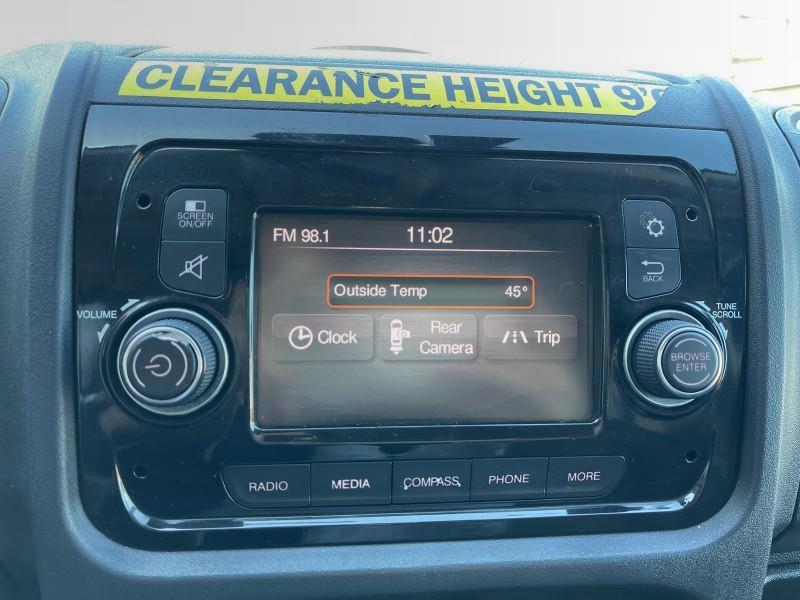 CLEARANCE HEIGHT 9'
SCREEN
ON/OFF
FM 98.1
11:02
Outside Temp 45°
Clock
Rear
Camera
Trip
BACK
VOLUME
TUNE
SCROLL
BROWSE
ENTER
RADIO
MEDIA
COMPASS
PHONE
MORE